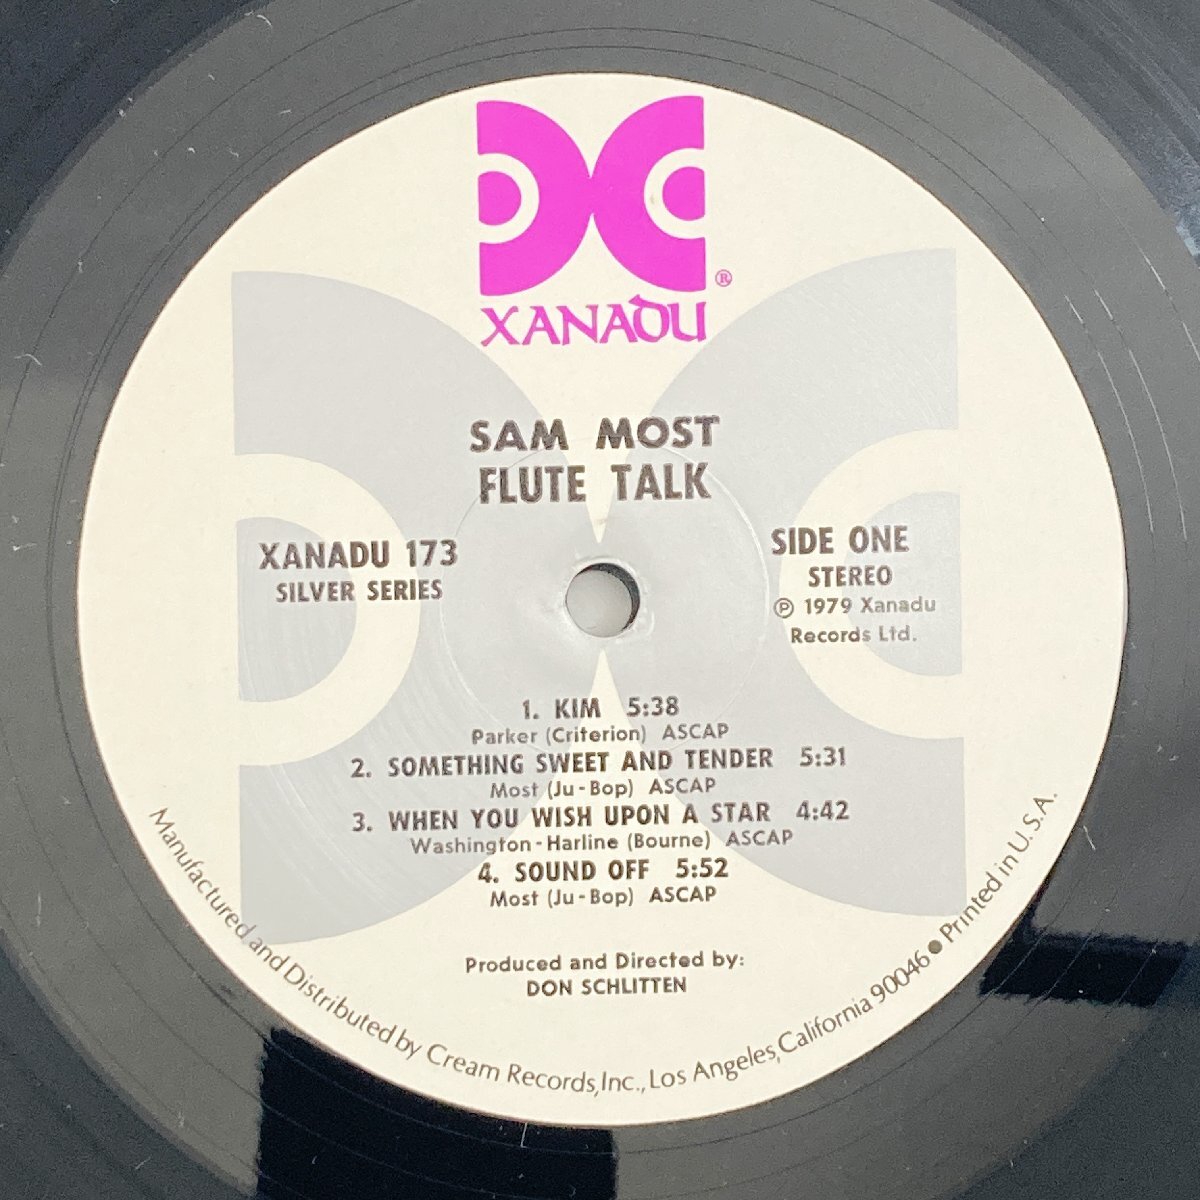 ®
XANADU
SAM MOST
FLUTE TALK
XANADU 173
SILVER SERIES
SIDE ONE
STEREO
℗ 1979 Xanadu
Records Ltd.
1. KIM 5:38
Parker (Criterion) ASCAP
2. SOMETHING SWEET AND TENDER 5:31
Most (Ju-Bop) ASCAP
3. WHEN YOU WISH UPON A STAR 4:42
Washington-Harline (Bourne) ASCAP
4. SOUND OFF 5:52
Most (Ju-Bop) ASCAP
Produced and Directed by:
DON SCHLITTEN
Manufactured and Distributed by Cream Records, Inc., Los Angeles, California 90046 ● Printed in U.S.A.